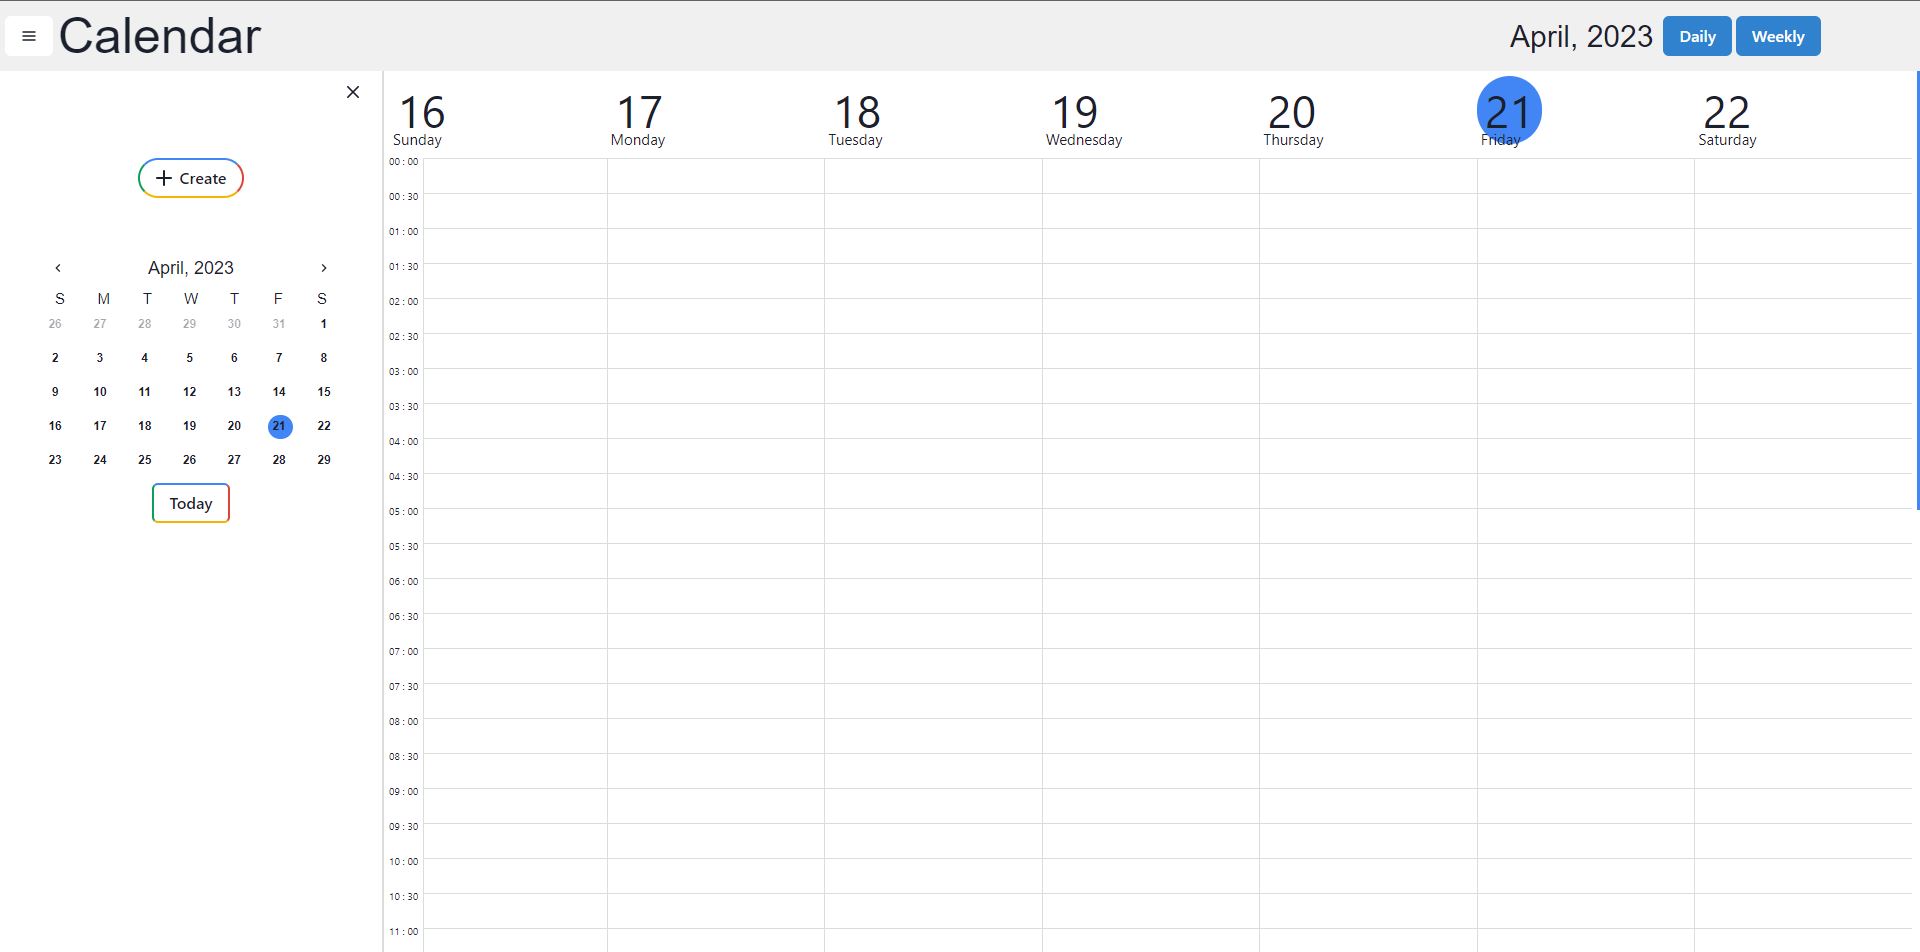 Calendar
April, 2023 Daily Weekly
+ Create
April, 2023
S M T W T F S
26 27 28 29 30 31 1
2 3 4 5 6 7 8
9 10 11 12 13 14 15
16 17 18 19 20 21 22
23 24 25 26 27 28 29
Today
16 17 18 19 20 21 22
Sunday Monday Tuesday Wednesday Thursday Friday Saturday
00:00
00:30
01:00
01:30
02:00
02:30
03:00
03:30
04:00
04:30
05:00
05:30
06:00
06:30
07:00
07:30
08:00
08:30
09:00
09:30
10:00
10:30
11:00